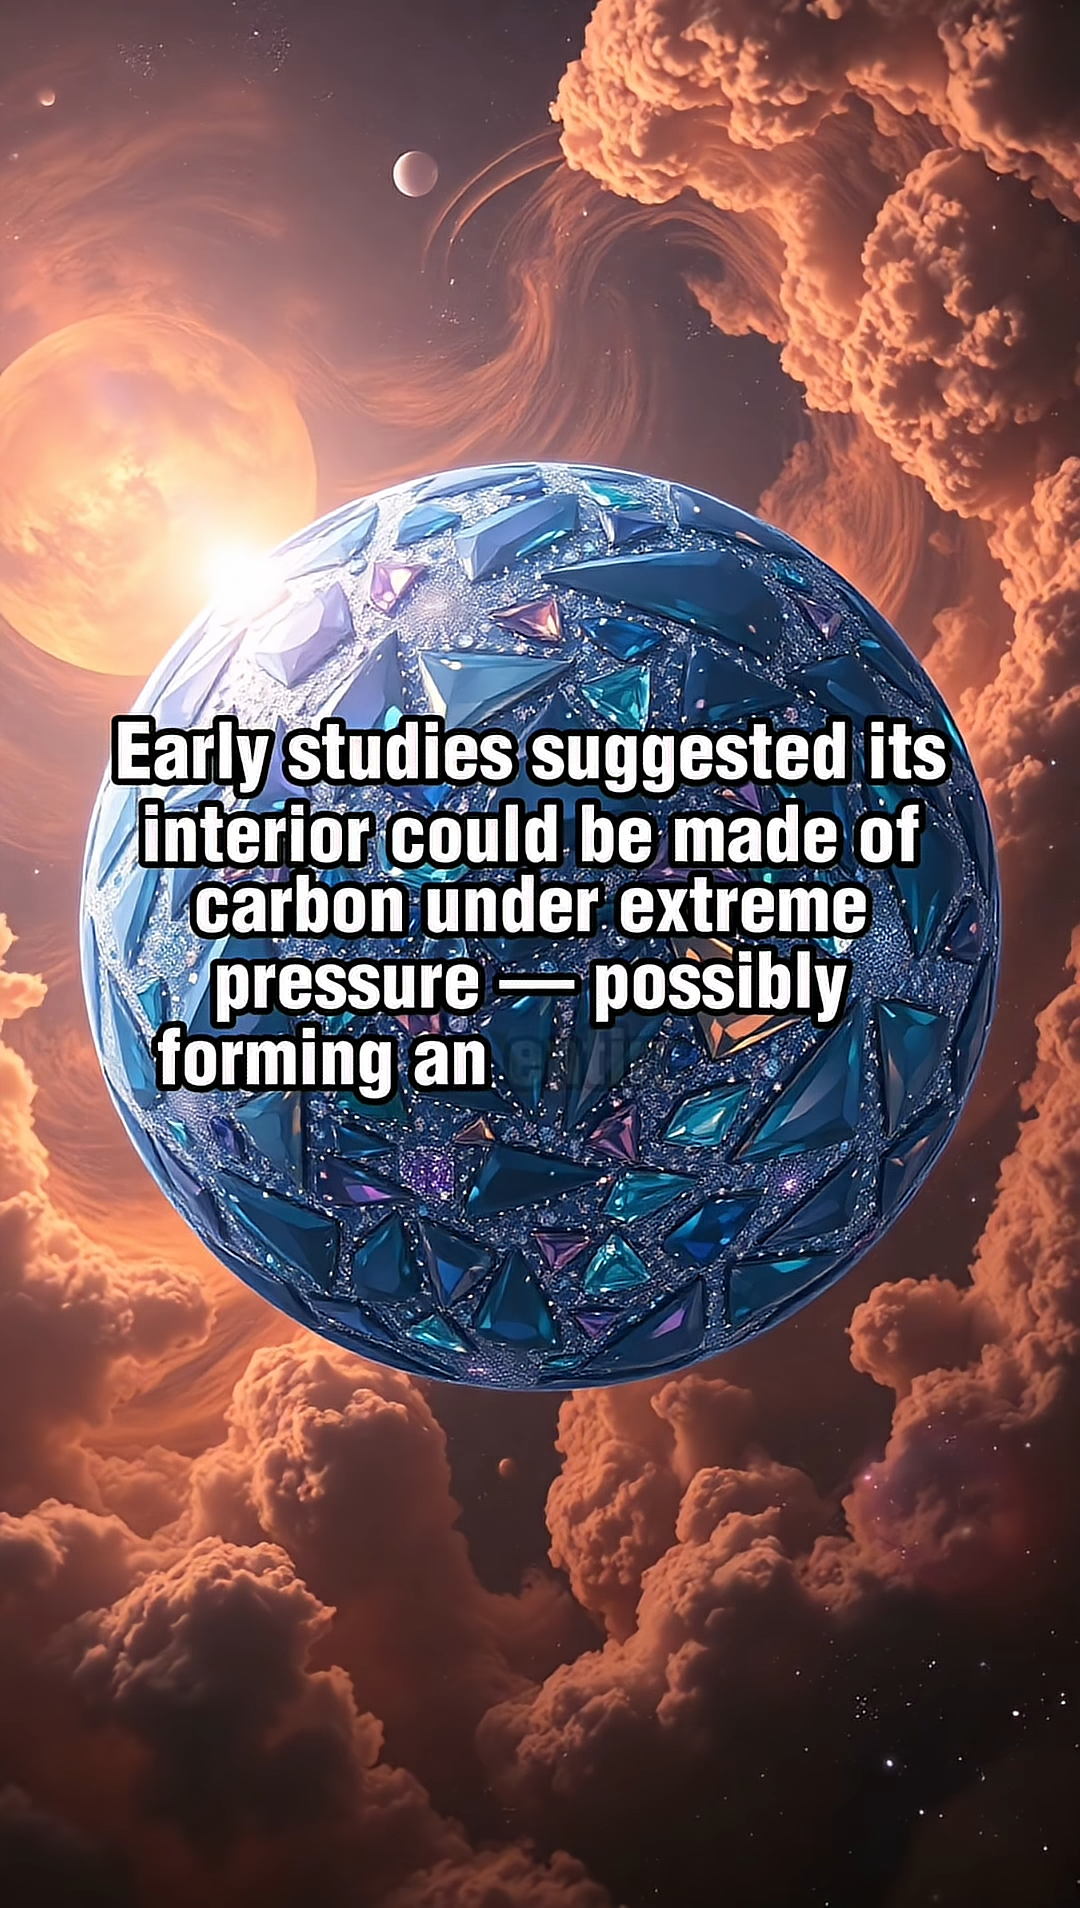 Early studies suggested its
interior could be made of
carbon under extreme
pressure — possibly
forming an